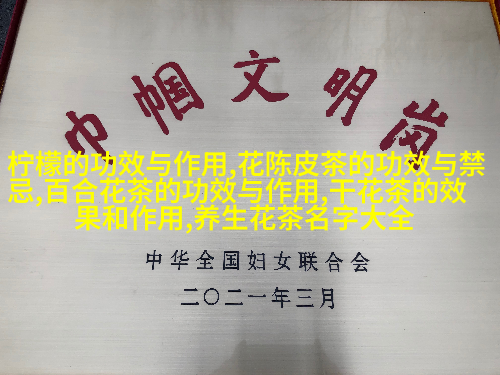 巾帼文明岗
柠檬的功效与作用,花陈皮茶的功效与禁
忌,百合花茶的功效与作用,干花茶的效
果和作用,养生花茶名字大全
中华全国妇女联合会
二〇二一年三月